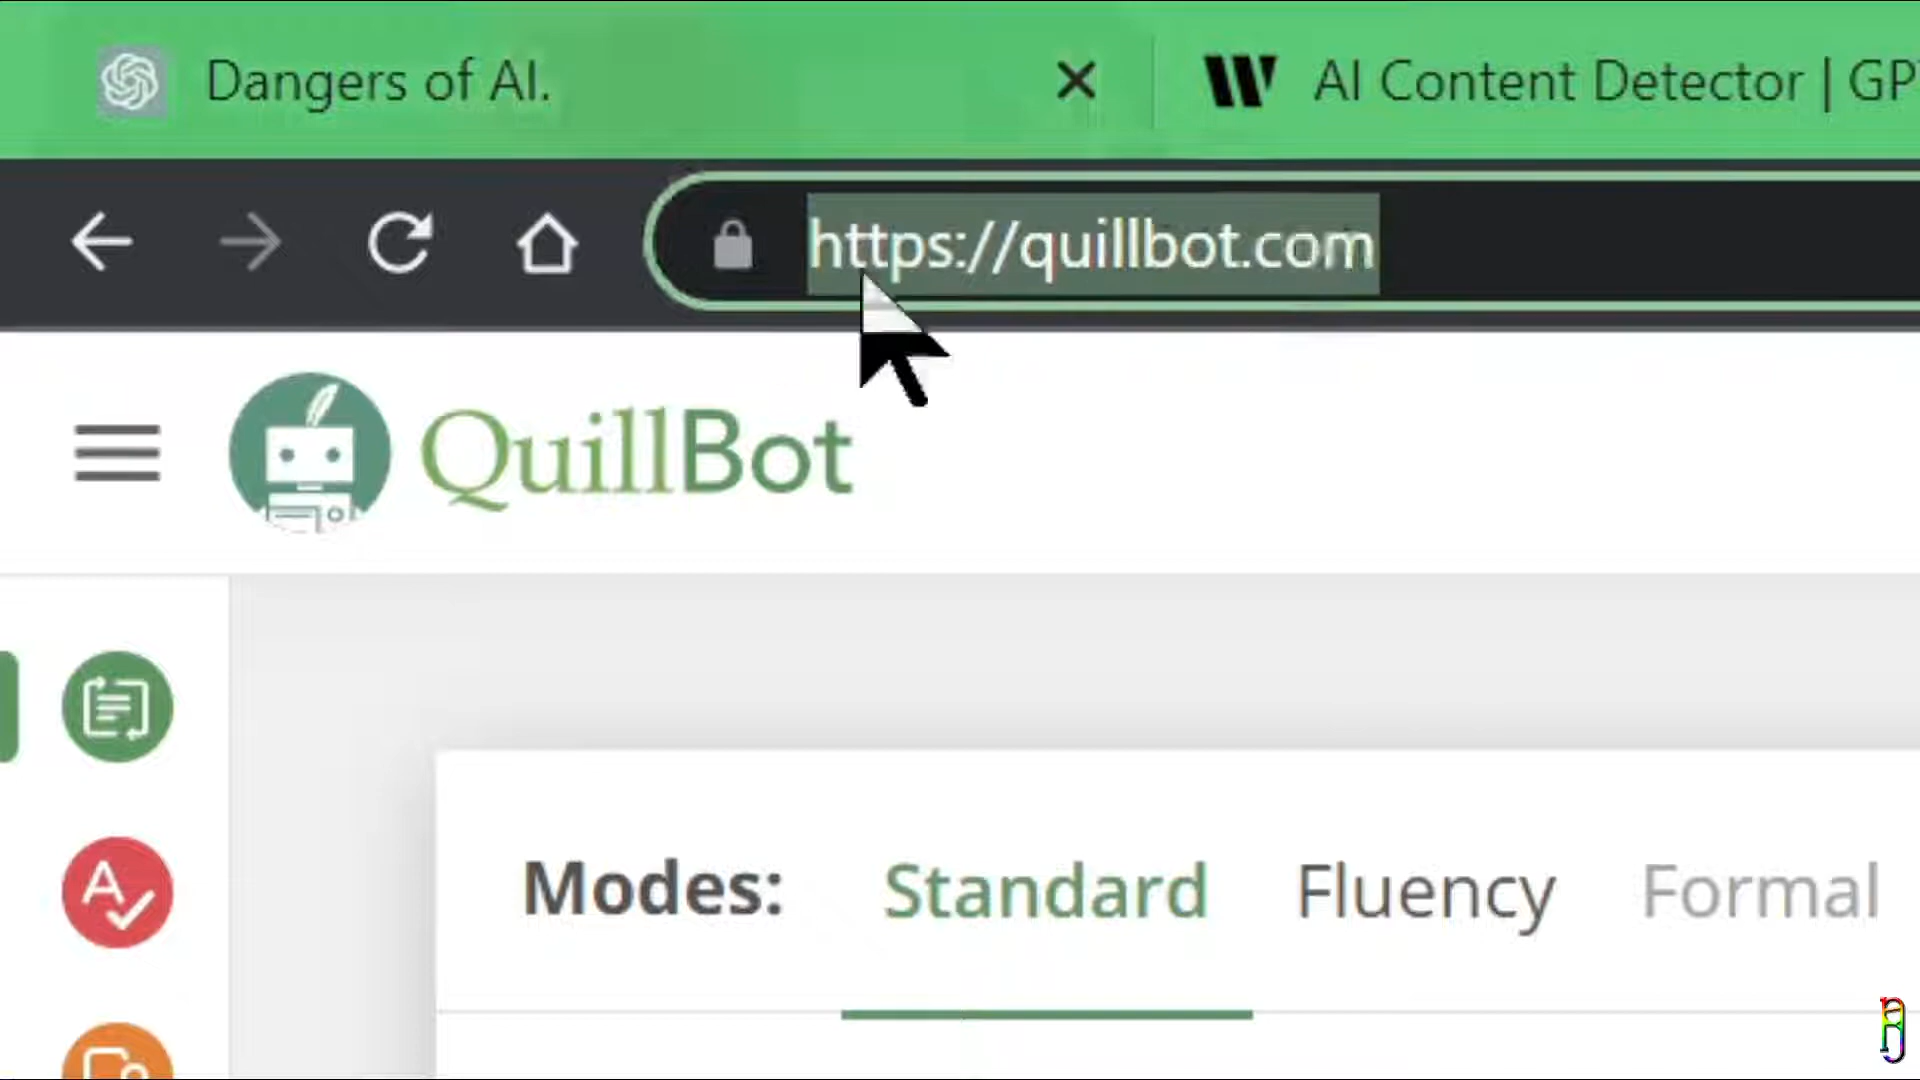 Dangers of AI.
AI Content Detector | GP
https://quillbot.com
QuillBot
Modes: Standard Fluency Formal